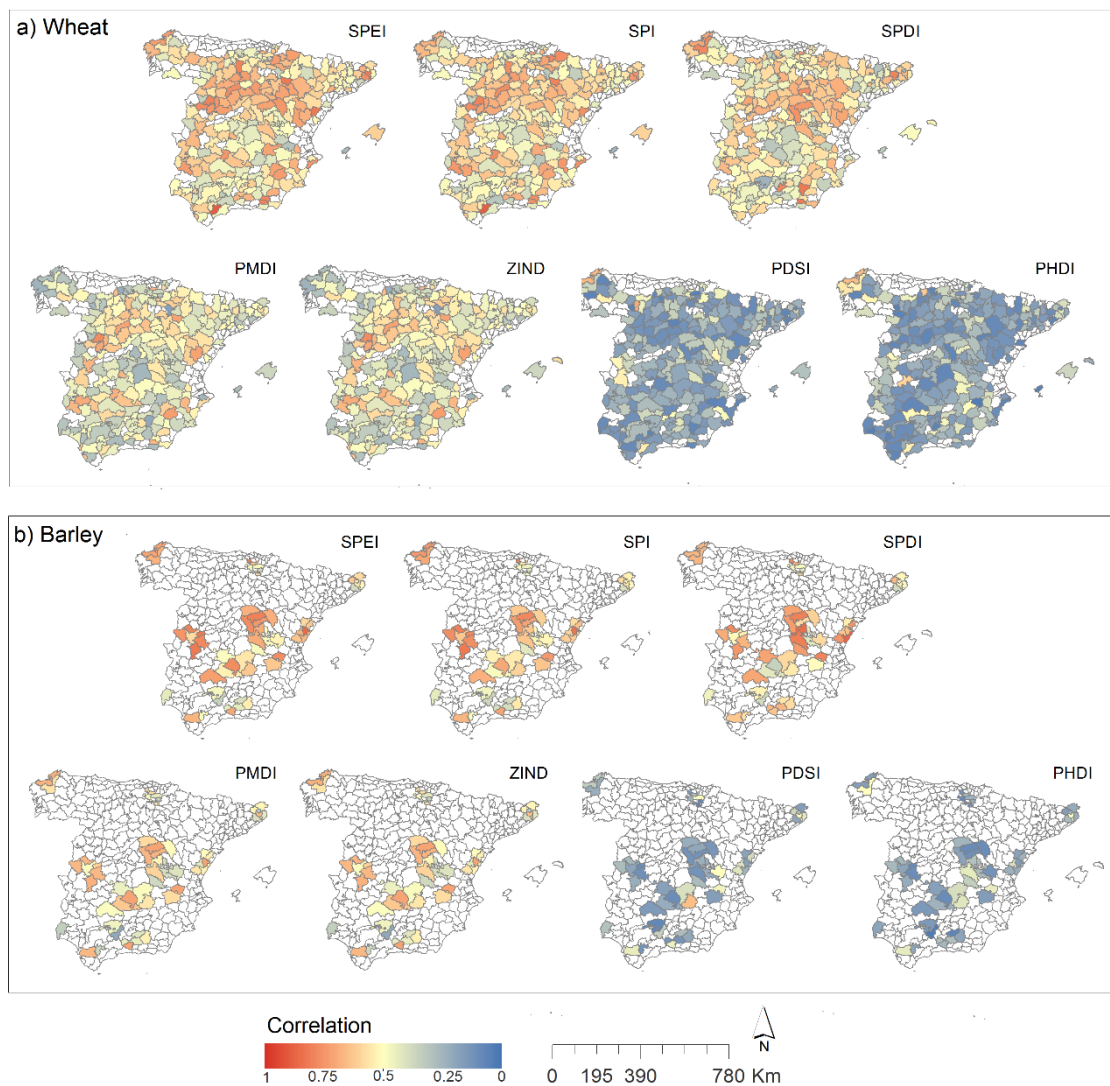 a) Wheat
SPEI
SPI
SPDI
PMDI
ZIND
PDSI
PHDI
b) Barley
SPEI
SPI
SPDI
PMDI
ZIND
PDSI
PHDI
Correlation
1 0.75 0.5 0.25 0
N
0 195 390 780 Km